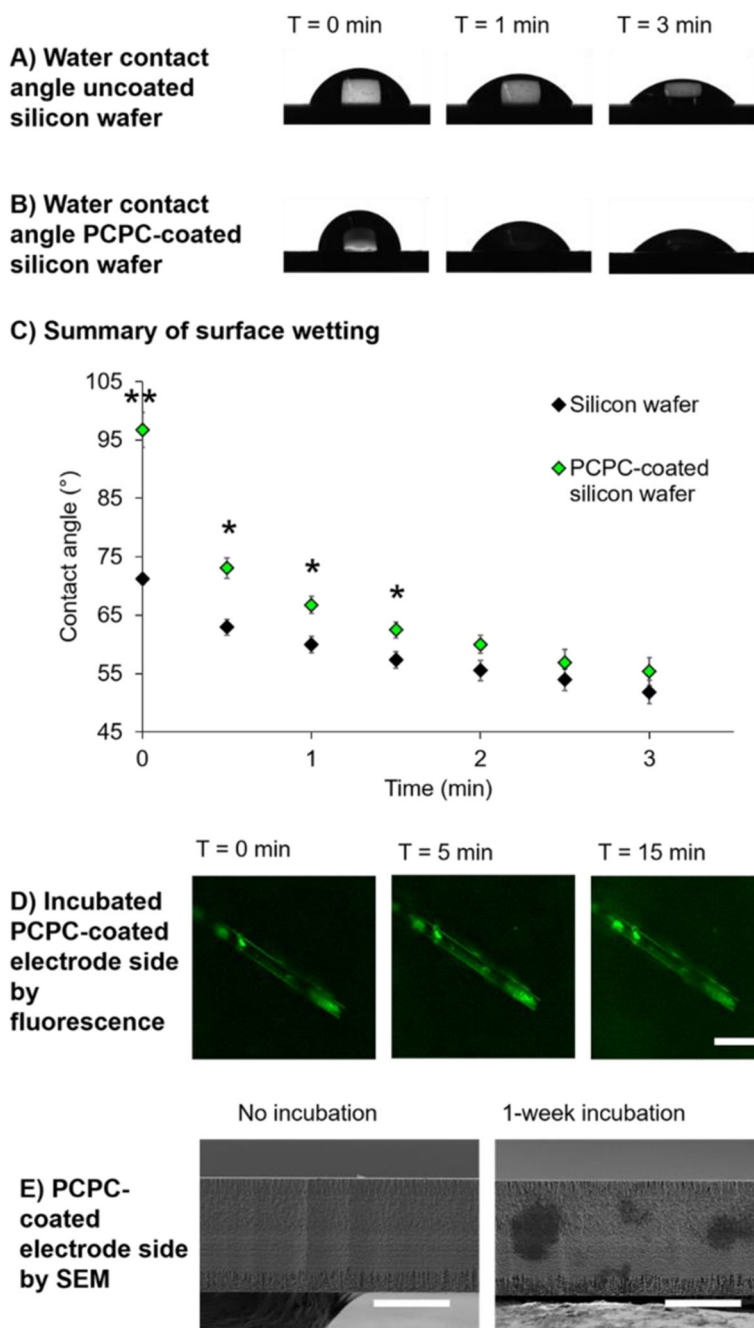 T = 0 min T = 1 min T = 3 min
A) Water contact
angle uncoated
silicon wafer
B) Water contact
angle PCPC-coated
silicon wafer
C) Summary of surface wetting
105
95
85
75
65
55
45
**
*
*
*
Contact angle (°)
Silicon wafer
PCPC-coated
silicon wafer
0 1 2 3
Time (min)
T = 0 min T = 5 min T = 15 min
D) Incubated
PCPC-coated
electrode side
by
fluorescence
No incubation 1-week incubation
E) PCPC-
coated
electrode side
by SEM